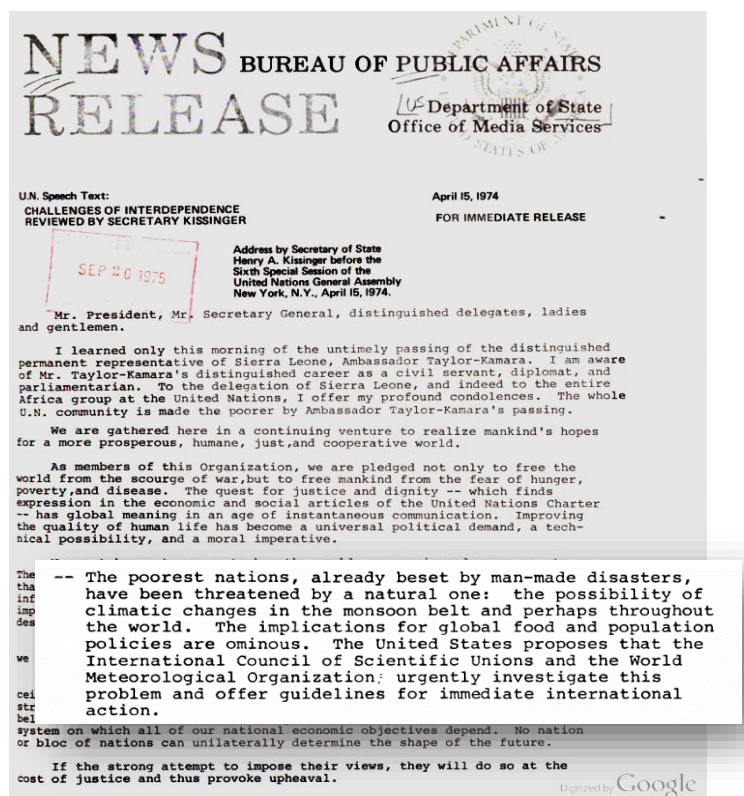 NEWS
RELEASE
BUREAU OF PUBLIC AFFAIRS
US Department of State
Office of Media Services
DEPARTMENT OF STATE
UNITED STATES OF
U.N. Speech Text:
CHALLENGES OF INTERDEPENDENCE
REVIEWED BY SECRETARY KISSINGER
April 15, 1974
FOR IMMEDIATE RELEASE
SEP 26 1975
Address by Secretary of State
Henry A. Kissinger before the
Sixth Special Session of the
United Nations General Assembly
New York, N.Y., April 15, 1974.
Mr. President, Mr. Secretary General, distinguished delegates, ladies
and gentlemen.
I learned only this morning of the untimely passing of the distinguished
permanent representative of Sierra Leone, Ambassador Taylor-Kamara. I am aware
of Mr. Taylor-Kamara's distinguished career as a civil servant, diplomat, and
parliamentarian. To the delegation of Sierra Leone, and indeed to the entire
Africa group at the United Nations, I offer my profound condolences. The whole
U.N. community is made the poorer by Ambassador Taylor-Kamara's passing.
We are gathered here in a continuing venture to realize mankind's hopes
for a more prosperous, humane, just,and cooperative world.
As members of this Organization, we are pledged not only to free the
world from the scourge of war,but to free mankind from the fear of hunger,
poverty,and disease. The quest for justice and dignity -- which finds
expression in the economic and social articles of the United Nations Charter
-- has global meaning in an age of instantaneous communication. Improving
the quality of human life has become a universal political demand, a tech-
nical possibility, and a moral imperative.
-- The poorest nations, already beset by man-made disasters,
have been threatened by a natural one: the possibility of
climatic changes in the monsoon belt and perhaps throughout
the world. The implications for global food and population
policies are ominous. The United States proposes that the
International Council of Scientific Unions and the World
Meteorological Organization urgently investigate this
problem and offer guidelines for immediate international
action.
The
tha
inf
imp
des
we
cei
str
bel
system on which all of our national economic objectives depend. No nation
or bloc of nations can unilaterally determine the shape of the future.
If the strong attempt to impose their views, they will do so at the
cost of justice and thus provoke upheaval.
Digitized by Google